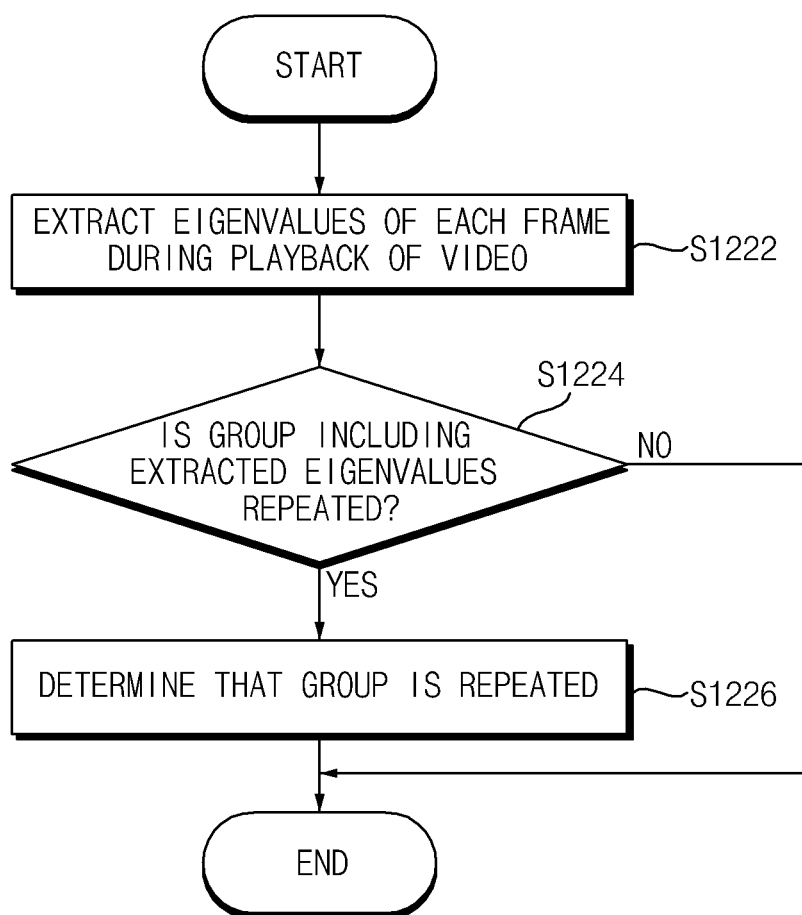 START
EXTRACT EIGENVALUES OF EACH FRAME
DURING PLAYBACK OF VIDEO
S1222
S1224
IS GROUP INCLUDING
EXTRACTED EIGENVALUES
REPEATED?
NO
YES
DETERMINE THAT GROUP IS REPEATED
S1226
END